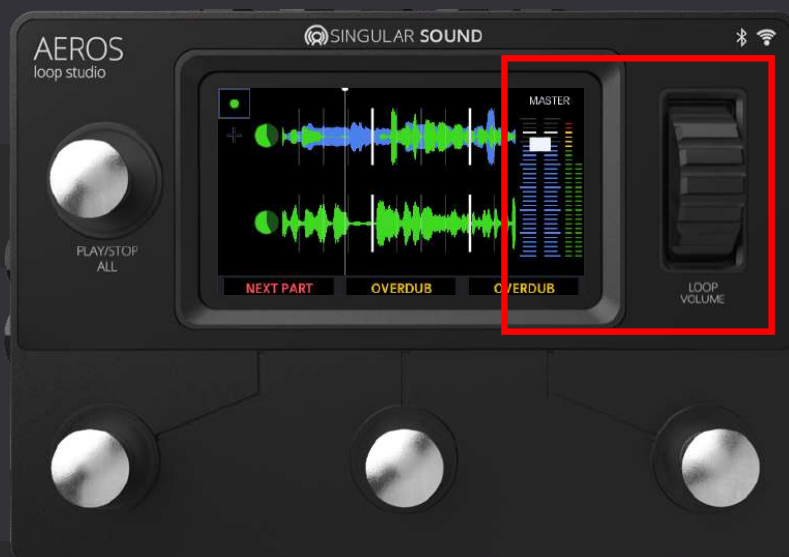 AEROS
loop studio
SINGULAR SOUND
MASTER
PLAY/STOP
ALL
NEXT PART
OVERDUB
OVERDUB
LOOP
VOLUME